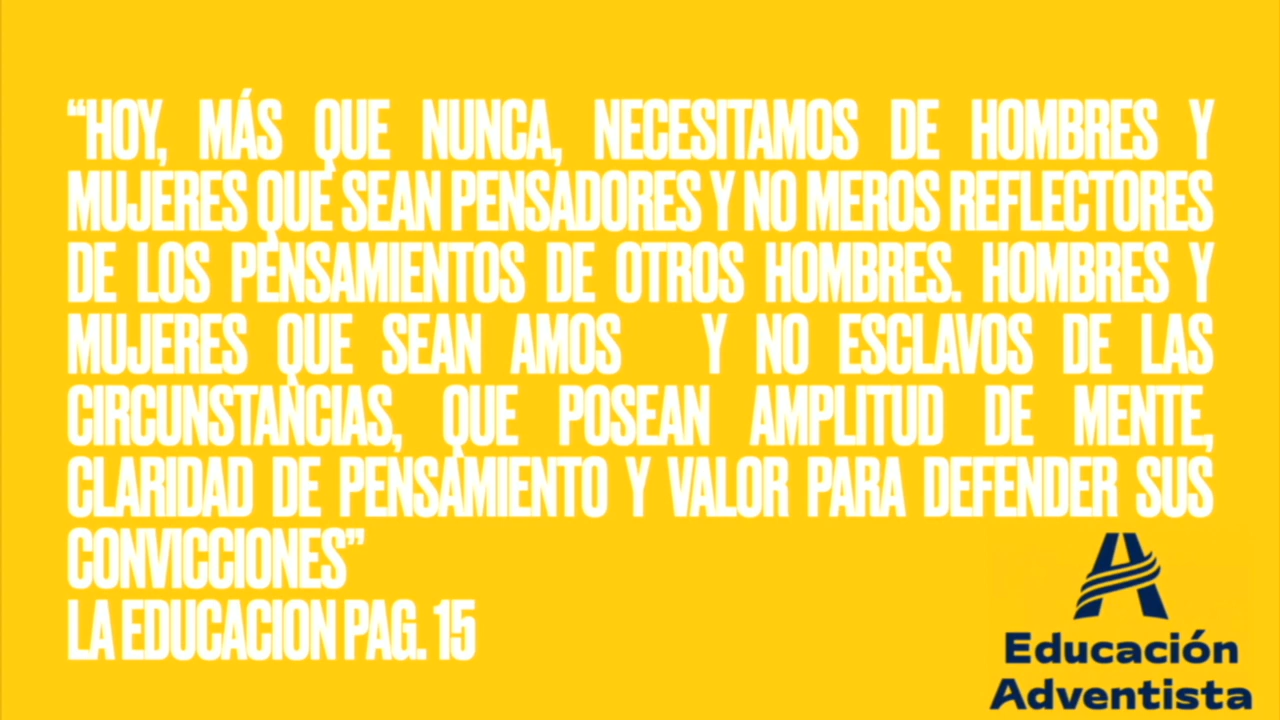 “HOY, MÁS QUE NUNCA, NECESITAMOS DE HOMBRES Y
MUJERES QUE SEAN PENSADORES Y NO MEROS REFLECTORES
DE LOS PENSAMIENTOS DE OTROS HOMBRES. HOMBRES Y
MUJERES QUE SEAN AMOS Y NO ESCLAVOS DE LAS
CIRCUNSTANCIAS, QUE POSEAN AMPLITUD DE MENTE,
CLARIDAD DE PENSAMIENTO Y VALOR PARA DEFENDER SUS
CONVICCIONES”
LA EDUCACION PAG. 15
Educación
Adventista